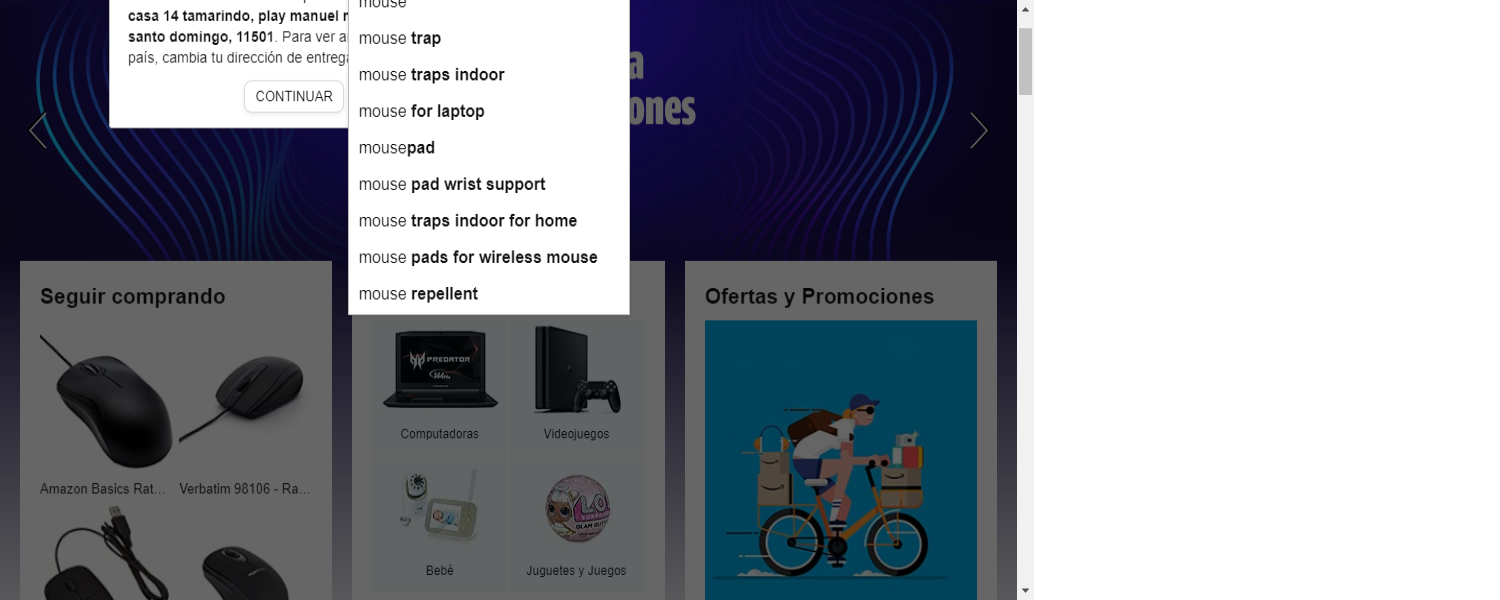 casa 14 tamarindo, play manuel
santo domingo, 11501. Para ver
país, cambia tu dirección de
CONTINUAR
mouse
mouse trap
mouse traps indoor
mouse for laptop
mousepad
mouse pad wrist support
mouse traps indoor for home
mouse pads for wireless mouse
mouse repellent
Seguir comprando
Amazon Basics Rat...
Verbatim 98106 - Ra...
PREDATOR
144Hz
Computadoras
Videojuegos
Bebé
Juguetes y Juegos
Ofertas y Promociones